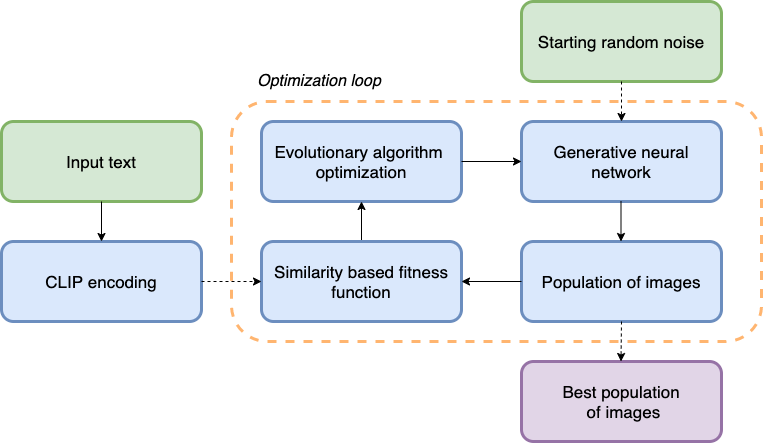 Starting random noise
Optimization loop
Input text
Evolutionary algorithm
optimization
Generative neural
network
CLIP encoding
Similarity based fitness
function
Population of images
Best population
of images